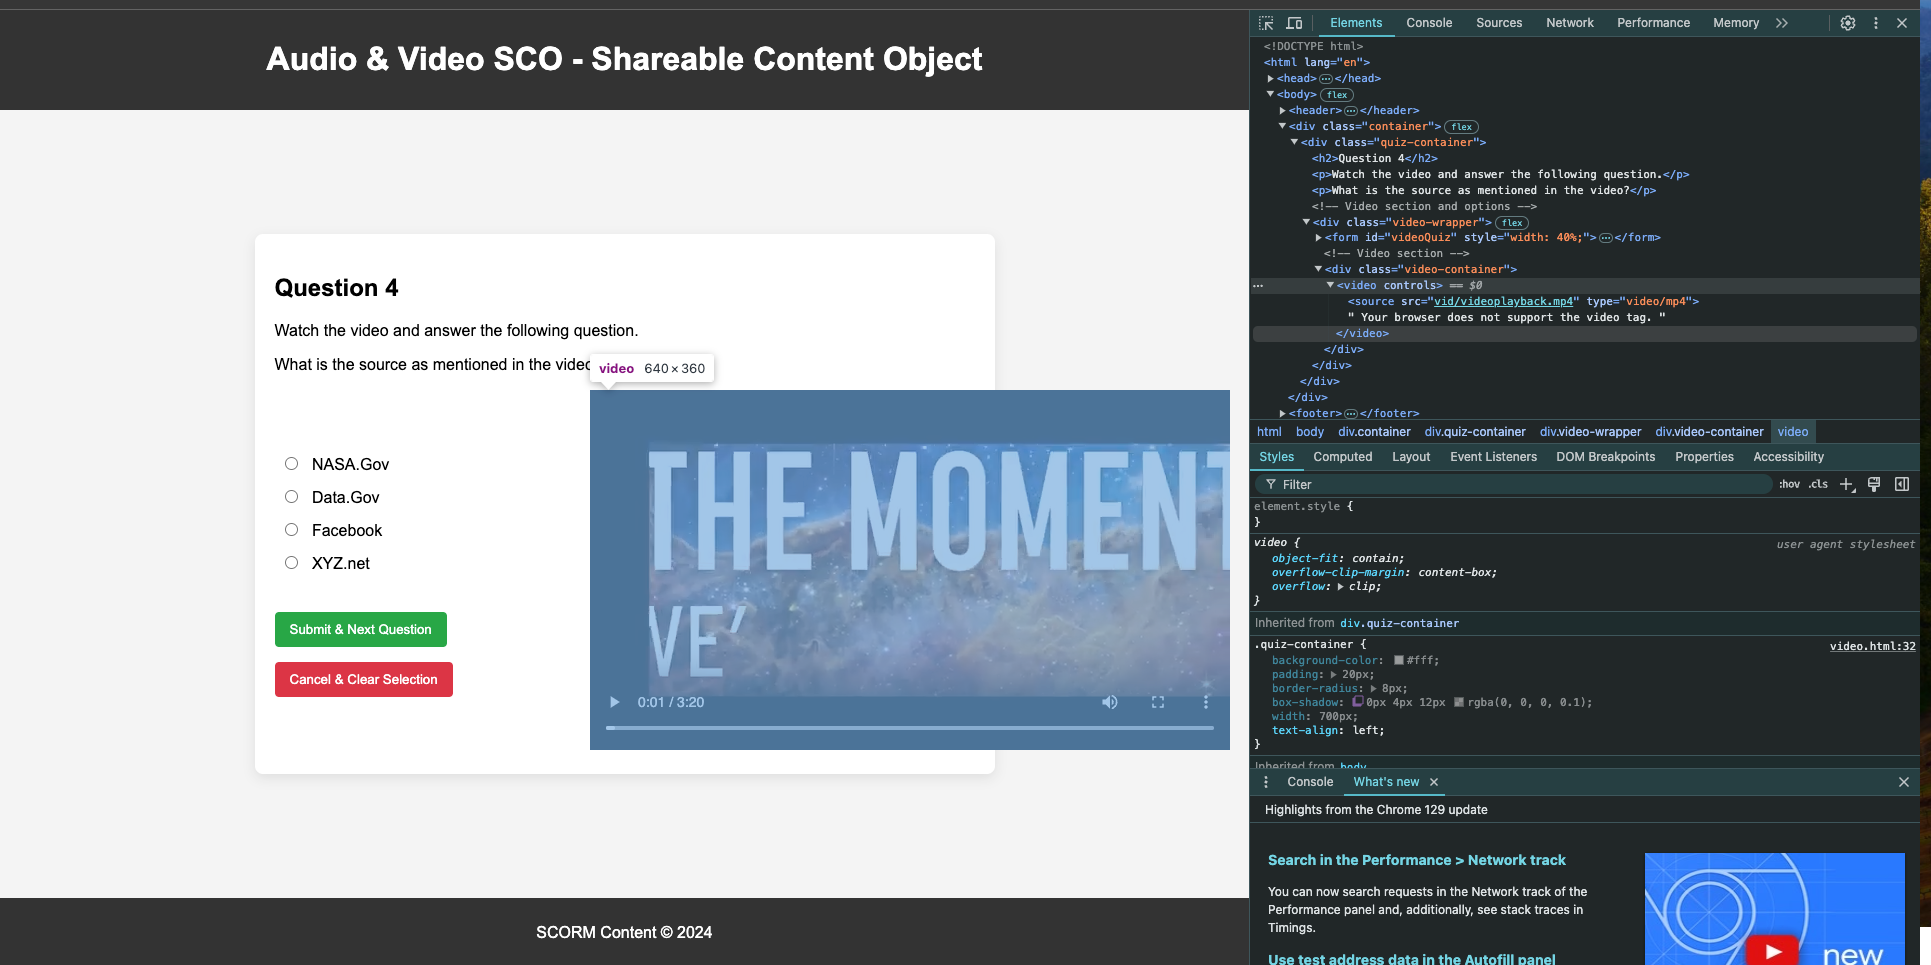 Audio & Video SCO - Shareable Content Object
Question 4
Watch the video and answer the following question.
What is the source as mentioned in the video
video 640 × 360
THE MOMENT
VE’
0:01 / 3:20
NASA.Gov
Data.Gov
Facebook
XYZ.net
Submit & Next Question
Cancel & Clear Selection
SCORM Content © 2024
Elements Console Sources Network Performance Memory
<!DOCTYPE html>
<html lang="en">
<head>⋯</head>
<body> flex
<header>⋯</header>
<div class="container"> flex
<div class="quiz-container">
<h2>Question 4</h2>
<p>Watch the video and answer the following question.</p>
<p>What is the source as mentioned in the video?</p>
<!-- Video section and options -->
<div class="video-wrapper"> flex
<form id="videoQuiz" style="width: 40%;">⋯</form>
<!-- Video section -->
<div class="video-container">
<video controls> == $0
<source src="vid/videoplayback.mp4" type="video/mp4">
" Your browser does not support the video tag. "
</video>
</div>
</div>
</div>
</div>
<footer>⋯</footer>
html body div.container div.quiz-container div.video-wrapper div.video-container video
Styles Computed Layout Event Listeners DOM Breakpoints Properties Accessibility
Filter :hov .cls
element.style {
}
video { user agent stylesheet
object-fit: contain;
overflow-clip-margin: content-box;
overflow: clip;
}
Inherited from div.quiz-container
.quiz-container { video.html:32
background-color: #fff;
padding: 20px;
border-radius: 8px;
box-shadow: 0px 4px 12px rgba(0, 0, 0, 0.1);
width: 700px;
text-align: left;
}
Inherited from body
Console What's new
Highlights from the Chrome 129 update
Search in the Performance > Network track
You can now search requests in the Network track of the
Performance panel and, additionally, see stack traces in
Timings.
Use test address data in the Autofill panel
new